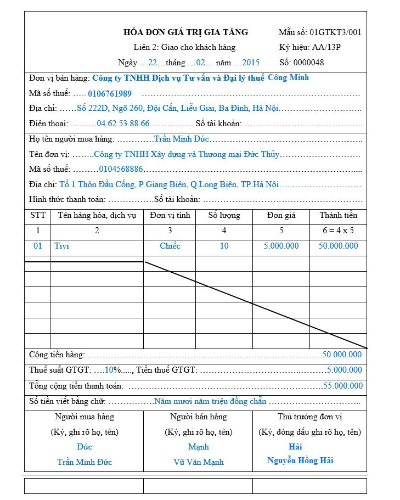 HÓA ĐƠN GIÁ TRỊ GIA TĂNG
Mẫu số: 01GTKT3/001
Liên 2: Giao cho khách hàng
Ký hiệu: AA/13P
Ngày …22… tháng …02… năm …2015
Số: 0000048
Đơn vị bán hàng: Công ty TNHH Dịch vụ Tư vấn và Đại lý thuế Công Minh
Mã số thuế: ……0106761989
Địa chỉ: ……Số 222D, Ngõ 260, Đội Cấn, Liễu Giai, Ba Đình, Hà Nội………
Điện thoại: …………04.62.53.88.66……………… Số tài khoản: ………………
Họ tên người mua hàng: ……………Trần Minh Đức………………
Tên đơn vị: ………Công ty TNHH Xây dựng và Thương mại Đức Thủy………
Mã số thuế: ………0104568886………………
Địa chỉ: Tổ 1 Thôn Đầu Cống, P Giang Biên, Q Long Biên, TP Hà Nội………
Hình thức thanh toán: ………………Số tài khoản: ………………
STT Tên hàng hóa, dịch vụ Đơn vị tính Số lượng Đơn giá Thành tiền
1 2 3 4 5 6 = 4 x 5
01 Tivi Chiếc 10 5.000.000 50.000.000
Cộng tiền hàng: ………………50.000.000
Thuế suất GTGT: ….10%....., Tiền thuế GTGT: ………………5.000.000
Tổng cộng tiền thanh toán: ………………55.000.000
Số tiền viết bằng chữ: ………………Năm mươi năm triệu đồng chẵn ………………
Người mua hàng Người bán hàng Thủ trưởng đơn vị
(Ký, ghi rõ họ, tên) (Ký, ghi rõ họ, tên) (Ký, đóng dấu ghi rõ họ, tên)
Đức Mạnh Hải
Trần Minh Đức Vũ Văn Mạnh Nguyễn Hồng Hải